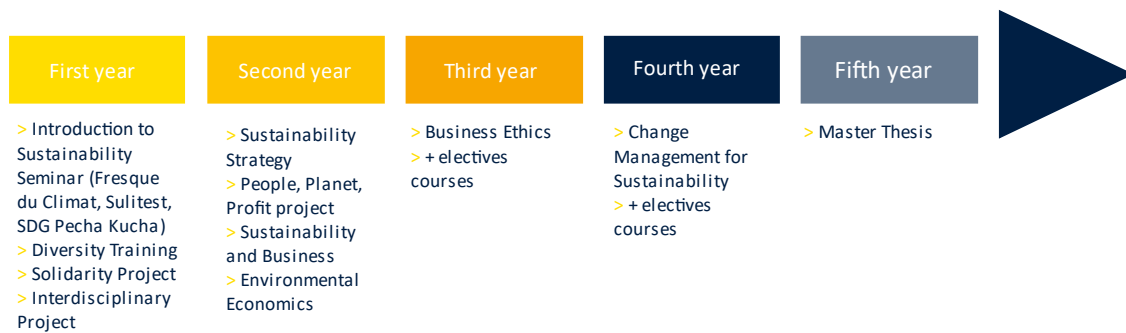 First year
> Introduction to
Sustainability
Seminar (Fresque
du Climat, Sulitest,
SDG Pecha Kucha)
> Diversity Training
> Solidarity Project
> Interdisciplinary
Project
Second year
> Sustainability
Strategy
> People, Planet,
Profit project
> Sustainability
and Business
> Environmental
Economics
Third year
> Business Ethics
> + electives
courses
Fourth year
> Change
Management for
Sustainability
> + electives
courses
Fifth year
> Master Thesis